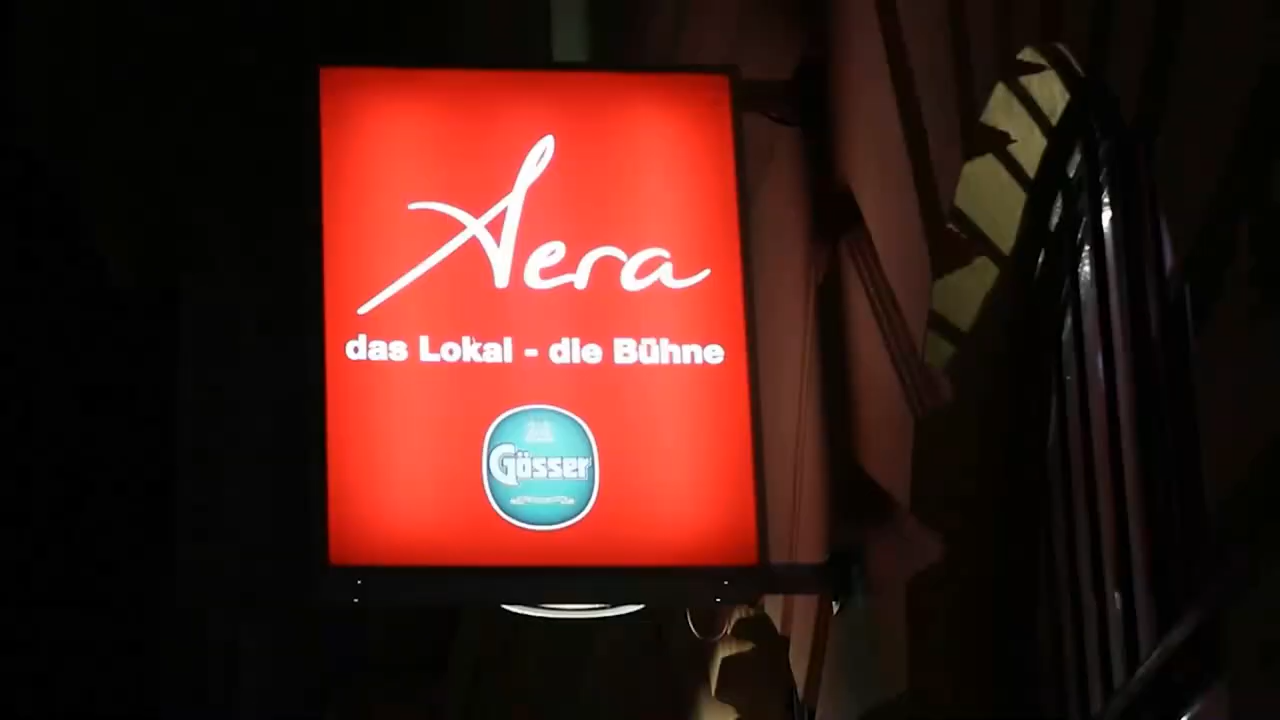 Aera
das Lokal - die Bühne
Gösser